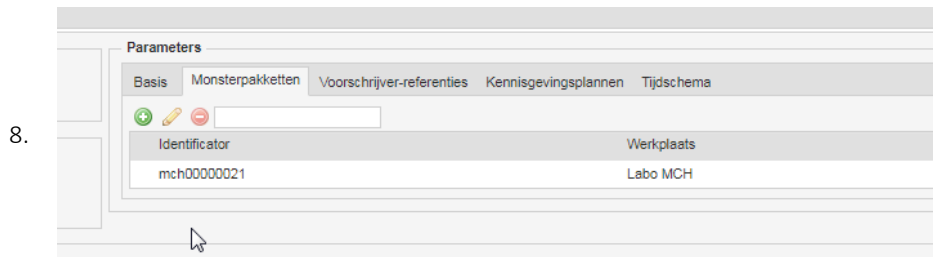 Parameters
Basis Monsterpakketten Voorschrijver-referenties Kennisgevingsplannen Tijdschema
8.
Identificator Werkplaats
mch00000021 Labo MCH